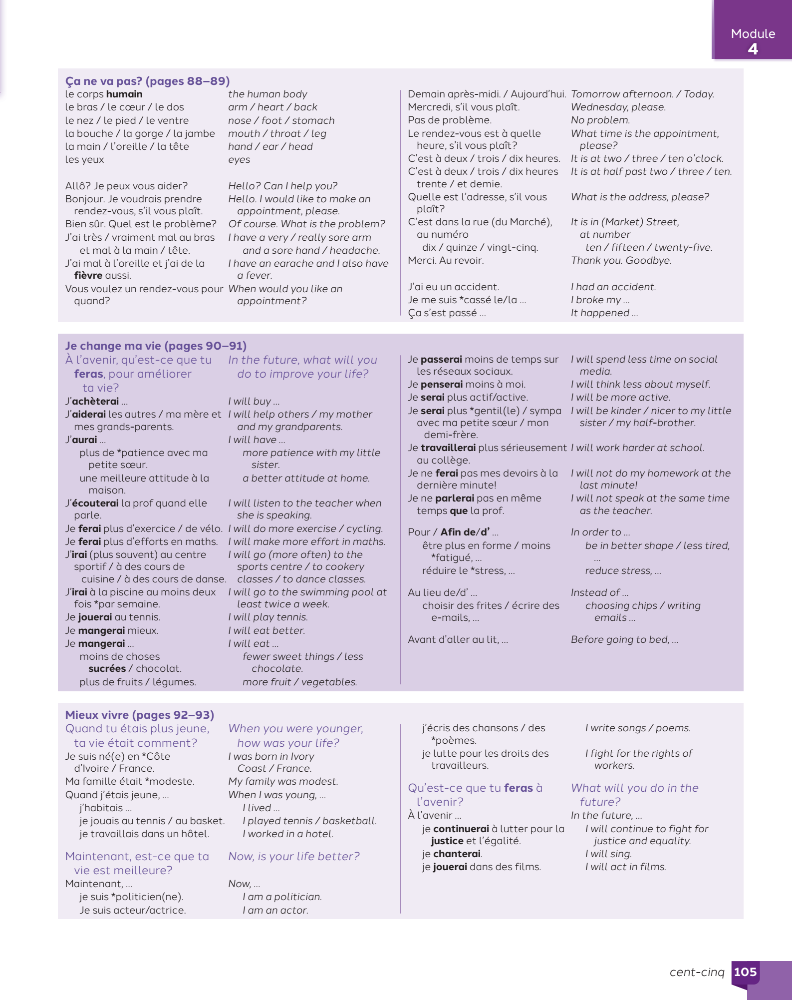 Module
4
Ça ne va pas? (pages 88–89)
le corps humain the human body
le bras / le cœur / le dos arm / heart / back
le nez / le pied / le ventre nose / foot / stomach
la bouche / la gorge / la jambe mouth / throat / leg
la main / l’oreille / la tête hand / ear / head
les yeux eyes
Allô? Je peux vous aider? Hello? Can I help you?
Bonjour. Je voudrais prendre Hello. I would like to make an
rendez-vous, s’il vous plaît. appointment, please.
Bien sûr. Quel est le problème? Of course. What is the problem?
J’ai très / vraiment mal au bras I have a very / really sore arm
et mal à la main / tête. and a sore hand / headache.
J’ai mal à l’oreille et j’ai de la I have an earache and I also have
fièvre aussi. a fever.
Vous voulez un rendez-vous pour When would you like an
quand? appointment?
Demain après-midi. / Aujourd’hui. Tomorrow afternoon. / Today.
Mercredi, s’il vous plaît. Wednesday, please.
Pas de problème. No problem.
Le rendez-vous est à quelle What time is the appointment,
heure, s’il vous plaît? please?
C’est à deux / trois / dix heures. It is at two / three / ten o’clock.
C’est à deux / trois / dix heures It is at half past two / three / ten.
trente / et demie.
Quelle est l’adresse, s’il vous What is the address, please?
plaît?
C’est dans la rue (du Marché), It is in (Market) Street,
au numéro at number
dix / quinze / vingt-cinq. ten / fifteen / twenty-five.
Merci. Au revoir. Thank you. Goodbye.
J’ai eu un accident. I had an accident.
Je me suis *cassé le/la ... I broke my ...
Ça s’est passé ... It happened ...
Je change ma vie (pages 90–91)
À l’avenir, qu’est-ce que tu In the future, what will you
feras, pour améliorer do to improve your life?
ta vie?
J’achèterai ... I will buy ...
J’aiderai les autres / ma mère et I will help others / my mother
mes grands-parents. and my grandparents.
J’aurai ... I will have ...
plus de *patience avec ma more patience with my little
petite sœur. sister.
une meilleure attitude à la a better attitude at home.
maison.
J’écouterai la prof quand elle I will listen to the teacher when
parle. she is speaking.
Je ferai plus d’exercice / de vélo. I will do more exercise / cycling.
Je ferai plus d’efforts en maths. I will make more effort in maths.
J’irai (plus souvent) au centre I will go (more often) to the
sportif / à des cours de sports centre / to cookery
cuisine / à des cours de danse. classes / to dance classes.
J’irai à la piscine au moins deux I will go to the swimming pool at
fois *par semaine. least twice a week.
Je jouerai au tennis. I will play tennis.
Je mangerai mieux. I will eat better.
Je mangerai ... I will eat ...
moins de choses fewer sweet things / less
sucrées / chocolat. chocolate.
plus de fruits / légumes. more fruit / vegetables.
Je passerai moins de temps sur I will spend less time on social
les réseaux sociaux. media.
Je penserai moins à moi. I will think less about myself.
Je serai plus actif/active. I will be more active.
Je serai plus *gentil(le) / sympa I will be kinder / nicer to my little
avec ma petite sœur / mon sister / my half-brother.
demi-frère.
Je travaillerai plus sérieusement I will work harder at school.
au collège.
Je ne ferai pas mes devoirs à la I will not do my homework at the
dernière minute! last minute!
Je ne parlerai pas en même I will not speak at the same time
temps que la prof. as the teacher.
Pour / Afin de/d’ ... In order to ...
être plus en forme / moins be in better shape / less tired,
*fatigué, ... ...
réduire le *stress, ... reduce stress, ...
Au lieu de/d’ ... Instead of ...
choisir des frites / écrire des choosing chips / writing
e-mails, ... emails ...
Avant d’aller au lit, ... Before going to bed, ...
Mieux vivre (pages 92–93)
Quand tu étais plus jeune, When you were younger,
ta vie était comment? how was your life?
Je suis né(e) en *Côte I was born in Ivory
d’Ivoire / France. Coast / France.
Ma famille était *modeste. My family was modest.
Quand j’étais jeune, ... When I was young, ...
j’habitais ... I lived ...
je jouais au tennis / au basket. I played tennis / basketball.
je travaillais dans un hôtel. I worked in a hotel.
Maintenant, est-ce que ta Now, is your life better?
vie est meilleure?
Maintenant, ... Now, ...
je suis *politicien(ne). I am a politician.
Je suis acteur/actrice. I am an actor.
j’écris des chansons / des I write songs / poems.
*poèmes.
je lutte pour les droits des I fight for the rights of
travailleurs. workers.
Qu’est-ce que tu feras à What will you do in the
l’avenir? future?
À l’avenir ... In the future, ...
je continuerai à lutter pour la I will continue to fight for
justice et l’égalité. justice and equality.
je chanterai. I will sing.
je jouerai dans des films. I will act in films.
cent-cinq 105